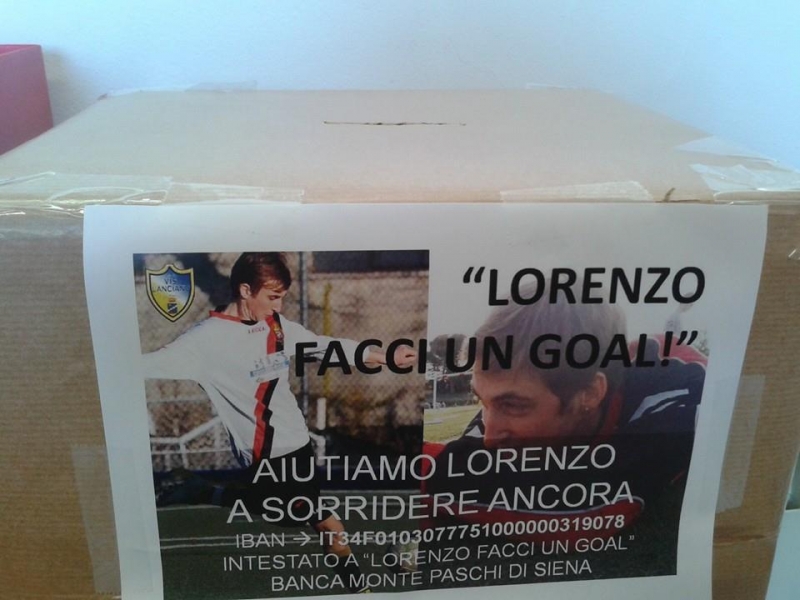 LANCIANO
"LORENZO
FACCI UN GOAL!"
AIUTIAMO LORENZO
A SORRIDERE ANCORA
IBAN → IT34F0103077751000000319078
INTESTATO A "LORENZO FACCI UN GOAL"
BANCA MONTE PASCHI DI SIENA